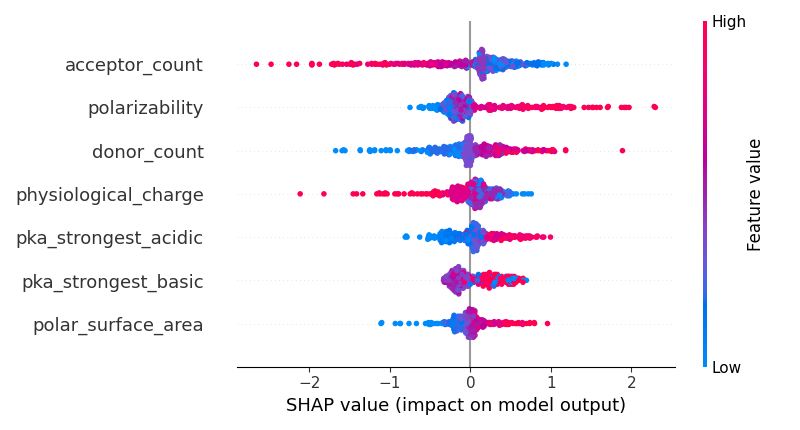 High
acceptor_count
polarizability
donor_count
physiological_charge
pka_strongest_acidic
pka_strongest_basic
polar_surface_area
Feature value
Low
−2 −1 0 1 2
SHAP value (impact on model output)